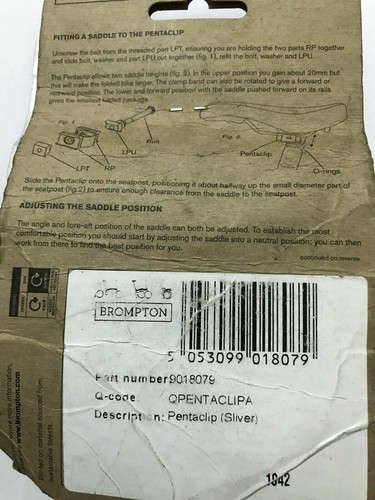 FITTING A SADDLE TO THE PENTACLIP
Unscrew the bolt from the threaded part LPT, ensuring you are holding the two parts RP together
and slide bolt, washer and part LPU out together (fig. 1), refit the bolt, washer and LPU.
The Pentaclip allows two saddle heights (fig. 2). In the upper position you gain about 20mm but
this will make the folded bike larger. The clamp band can also be rotated to give a forward or
rearward position. The lower and forward position with the saddle pushed forward on its rails
gives the smallest folded package.
Fig. 1.
Fig. 2.
Bolt
LPU
LPT
RP
Pentaclip
O-rings
Slide the Pentaclip onto the seatpost, positioning it about halfway up the small diameter part of
the seatpost (fig.2) to ensure enough clearance from the saddle to the seatpost.
ADJUSTING THE SADDLE POSITION
The angle and fore-aft position of the saddle can both be adjusted. To establish the most
comfortable position you should start by adjusting the saddle into a neutral position; you can then
work from there to find the best position for you.
continued on reverse
BROMPTON
5 053099 018079
Part number 9018079
Q-code QPENTACLIPA
Description: Pentaclip (Sliver)
1842
more information,
www.brompton.com
Printed on material sourced from
sustainable forests.